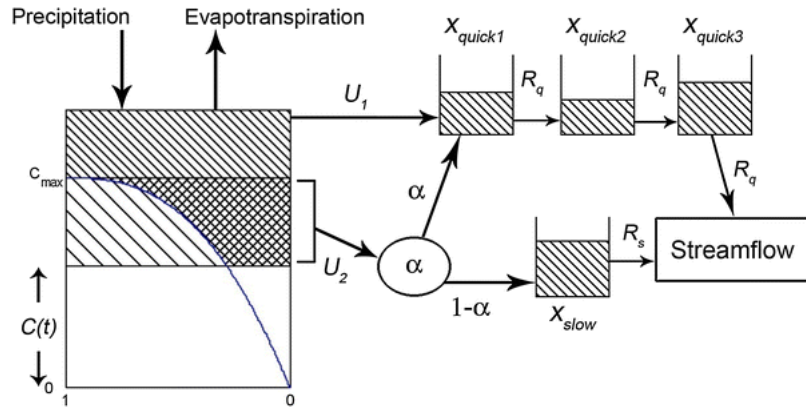 Precipitation
Evapotranspiration
X_quick1
X_quick2
X_quick3
R_q
R_q
U_1
C_max
α
R_q
U_2
α
R_s
Streamflow
C(t)
1-α
X_slow
0
1
0